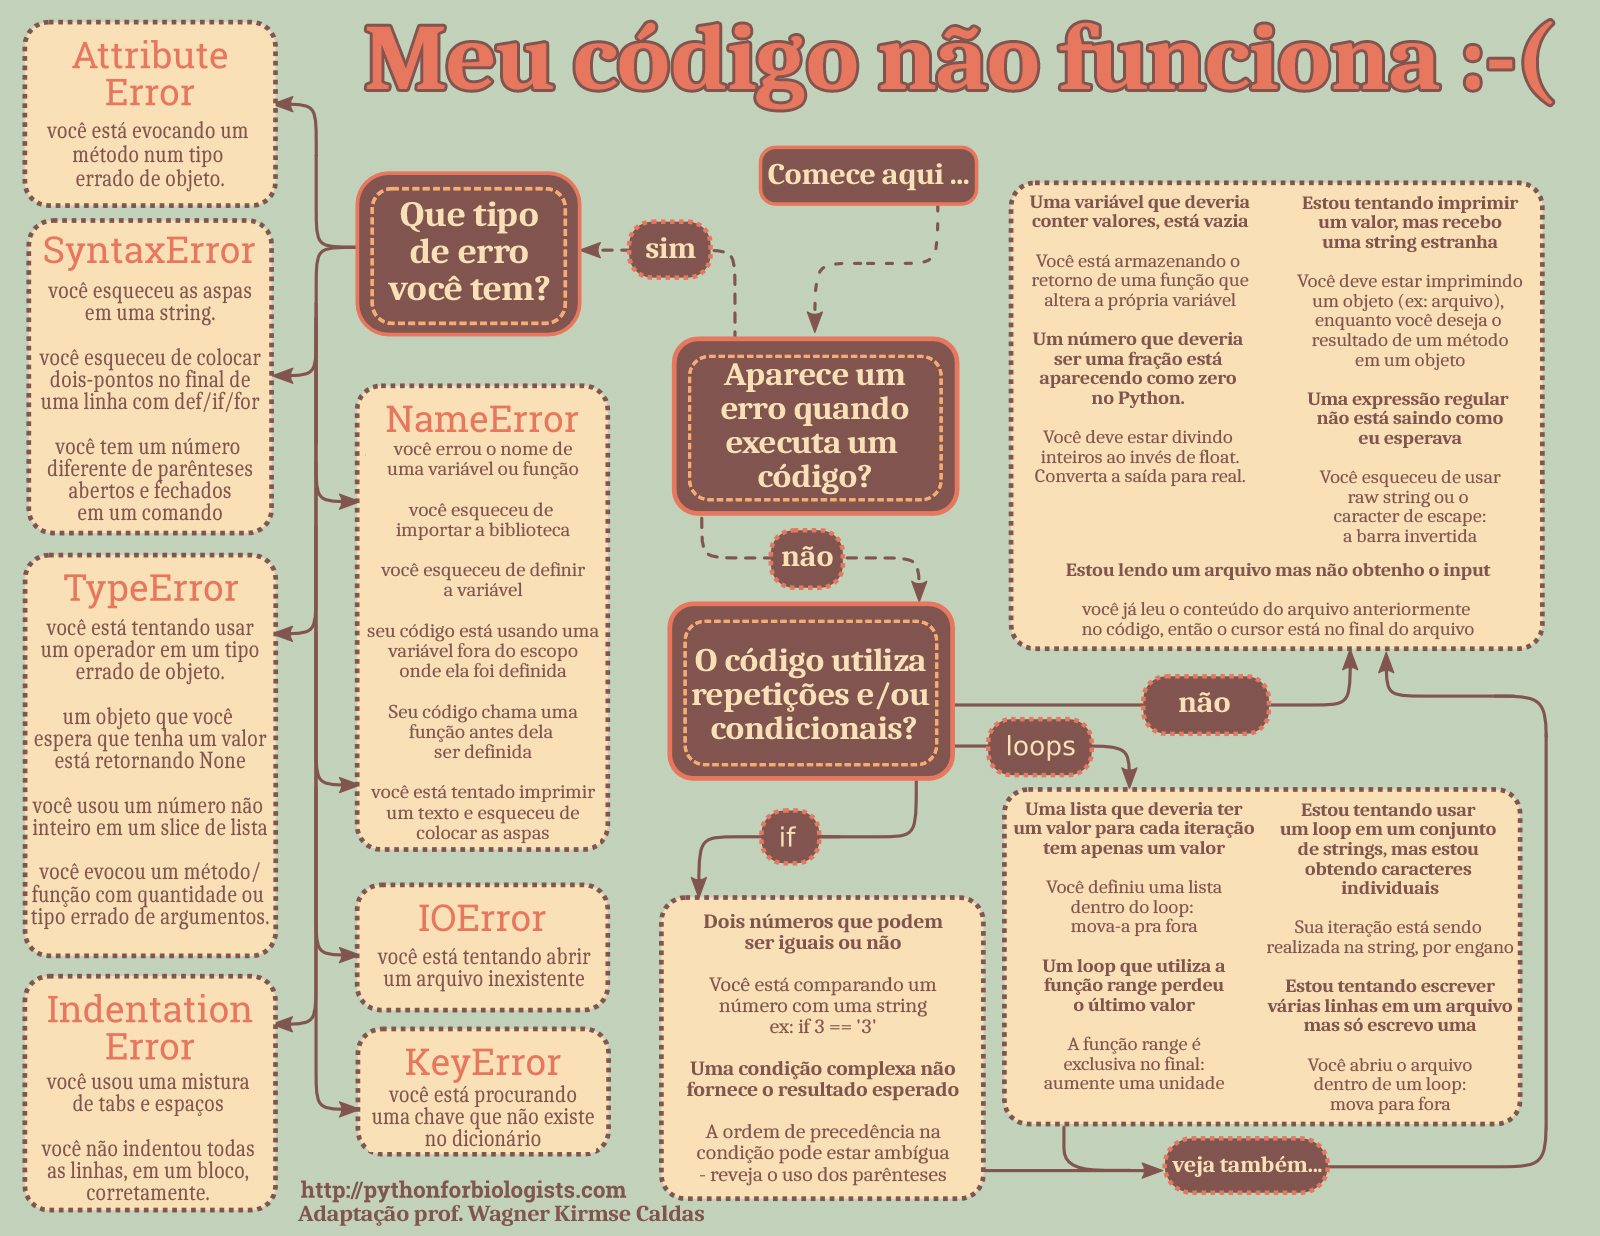 Meu código não funciona :-(
Comece aqui ...
Aparece um
erro quando
executa um
código?
sim
Que tipo
de erro
você tem?
Attribute
Error
você está evocando um
método num tipo
errado de objeto.
SyntaxError
você esqueceu as aspas
em uma string.
você esqueceu de colocar
dois-pontos no final de
uma linha com def/if/for
você tem um número
diferente de parênteses
abertos e fechados
em um comando
TypeError
você está tentando usar
um operador em um tipo
errado de objeto.
um objeto que você
espera que tenha um valor
está retornando None
você usou um número não
inteiro em um slice de lista
você evocou um método/
função com quantidade ou
tipo errado de argumentos.
Indentation
Error
você usou uma mistura
de tabs e espaços
você não indentou todas
as linhas, em um bloco,
corretamente.
NameError
você errou o nome de
uma variável ou função
você esqueceu de
importar a biblioteca
você esqueceu de definir
a variável
seu código está usando uma
variável fora do escopo
onde ela foi definida
Seu código chama uma
função antes dela
ser definida
você está tentado imprimir
um texto e esqueceu de
colocar as aspas
IOError
você está tentando abrir
um arquivo inexistente
KeyError
você está procurando
uma chave que não existe
no dicionário
não
O código utiliza
repetições e/ou
condicionais?
não
Uma variável que deveria
conter valores, está vazia
Você está armazenando o
retorno de uma função que
altera a própria variável
Um número que deveria
ser uma fração está
aparecendo como zero
no Python.
Você deve estar divindo
inteiros ao invés de float.
Converta a saída para real.
Estou tentando imprimir
um valor, mas recebo
uma string estranha
Você deve estar imprimindo
um objeto (ex: arquivo),
enquanto você deseja o
resultado de um método
em um objeto
Uma expressão regular
não está saindo como
eu esperava
Você esqueceu de usar
raw string ou o
caracter de escape:
a barra invertida
Estou lendo um arquivo mas não obtenho o input
você já leu o conteúdo do arquivo anteriormente
no código, então o cursor está no final do arquivo
loops
Uma lista que deveria ter
um valor para cada iteração
tem apenas um valor
Você definiu uma lista
dentro do loop:
mova-a pra fora
Um loop que utiliza a
função range perdeu
o último valor
A função range é
exclusiva no final:
aumente uma unidade
Estou tentando usar
um loop em um conjunto
de strings, mas estou
obtendo caracteres
individuais
Sua iteração está sendo
realizada na string, por engano
Estou tentando escrever
várias linhas em um arquivo
mas só escrevo uma
Você abriu o arquivo
dentro de um loop:
mova para fora
if
Dois números que podem
ser iguais ou não
Você está comparando um
número com uma string
ex: if 3 == '3'
Uma condição complexa não
fornece o resultado esperado
A ordem de precedência na
condição pode estar ambígua
- reveja o uso dos parênteses
veja também...
http://pythonforbiologists.com
Adaptação prof. Wagner Kirmse Caldas